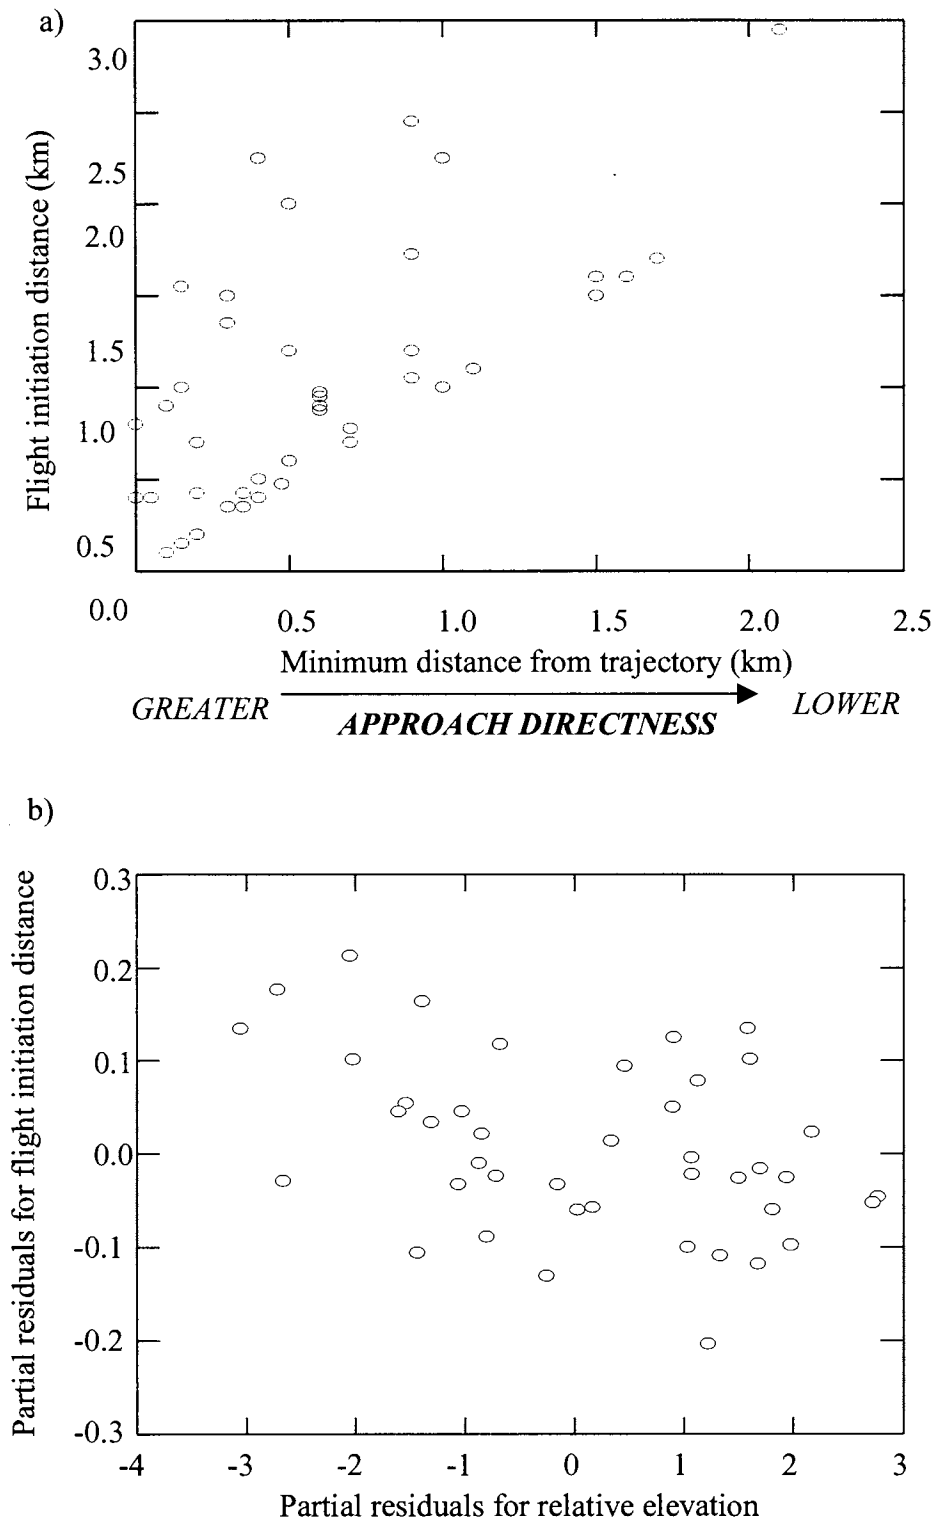 a)
3.0
2.5
2.0
1.5
1.0
0.5
0.0
Flight initiation distance (km)
0.5 1.0 1.5 2.0 2.5
Minimum distance from trajectory (km)
GREATER APPROACH DIRECTNESS LOWER
b)
0.3
0.2
0.1
0.0
-0.1
-0.2
-0.3
Partial residuals for flight initiation distance
-4 -3 -2 -1 0 1 2 3
Partial residuals for relative elevation